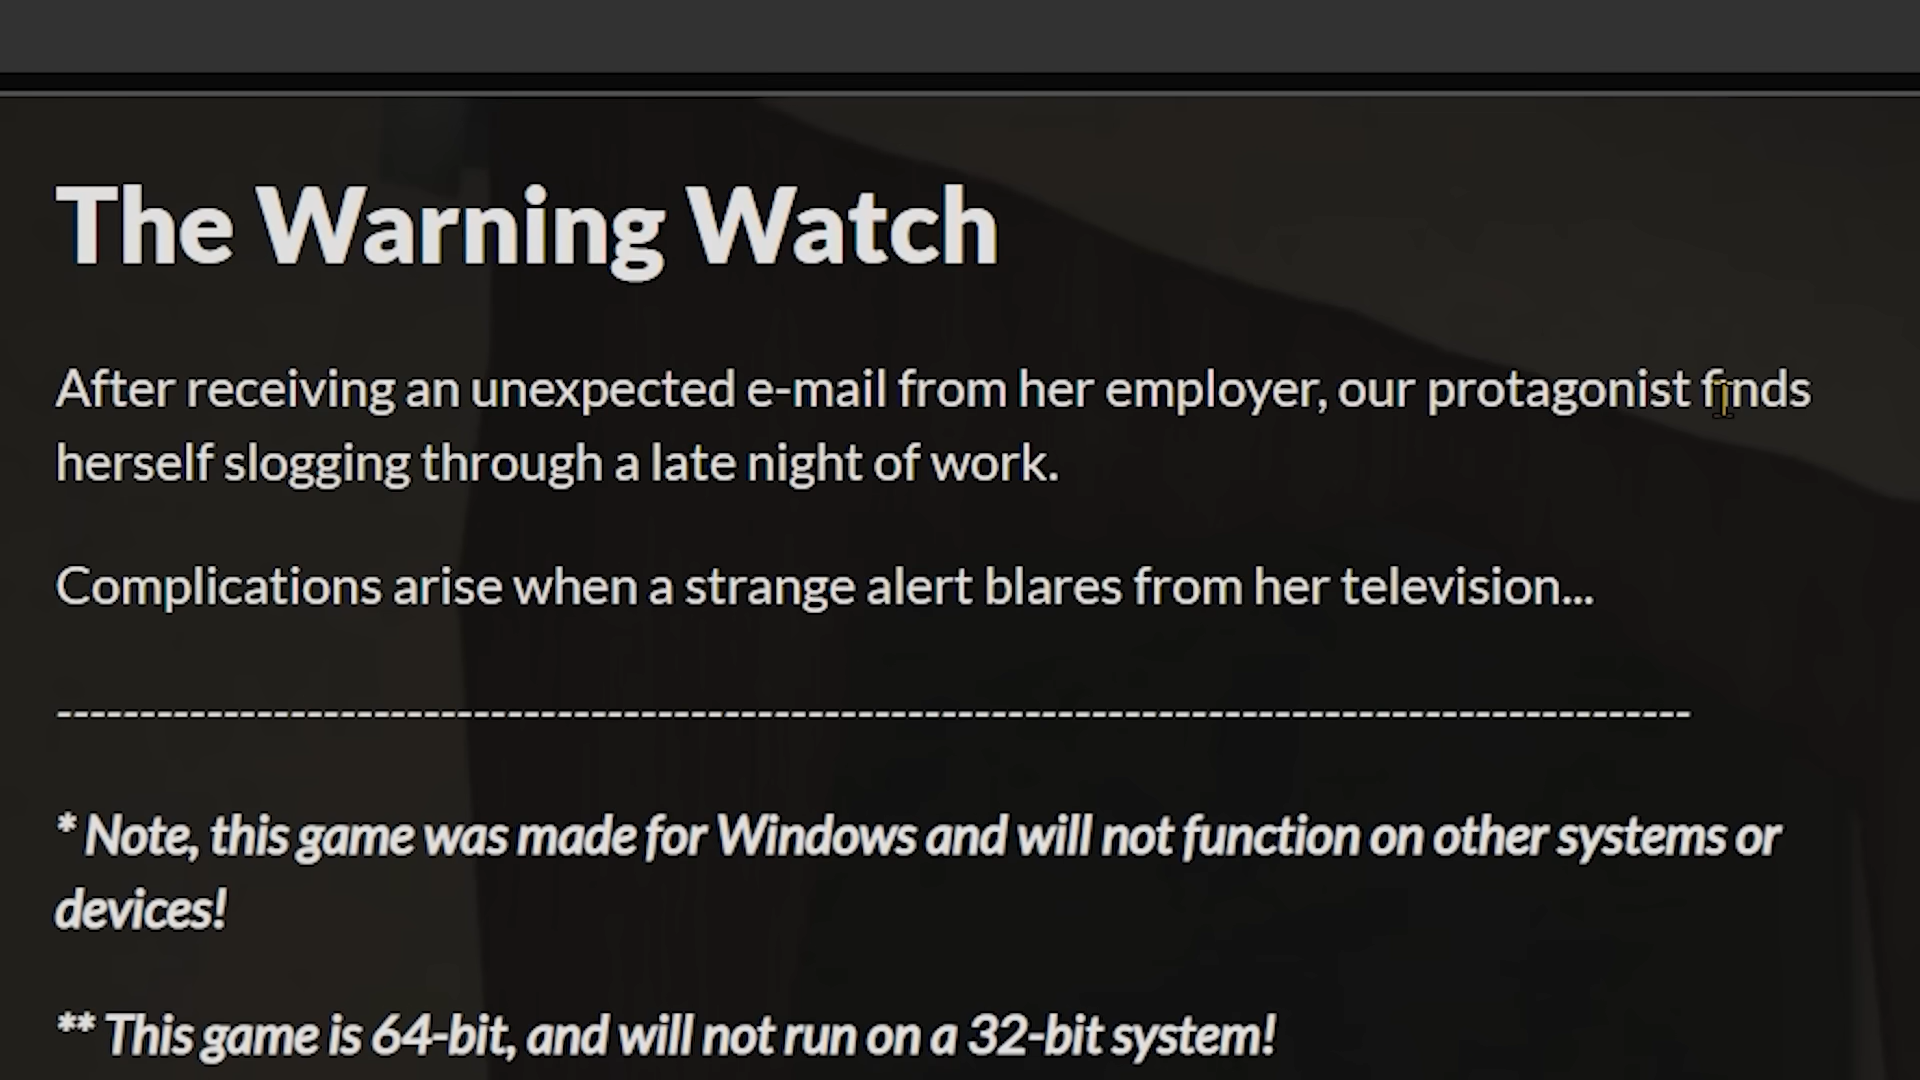 The Warning Watch
After receiving an unexpected e-mail from her employer, our protagonist finds
herself slogging through a late night of work.
Complications arise when a strange alert blares from her television...
---------------------------------------------------------------------------------------------------
* Note, this game was made for Windows and will not function on other systems or
devices!
** This game is 64-bit, and will not run on a 32-bit system!